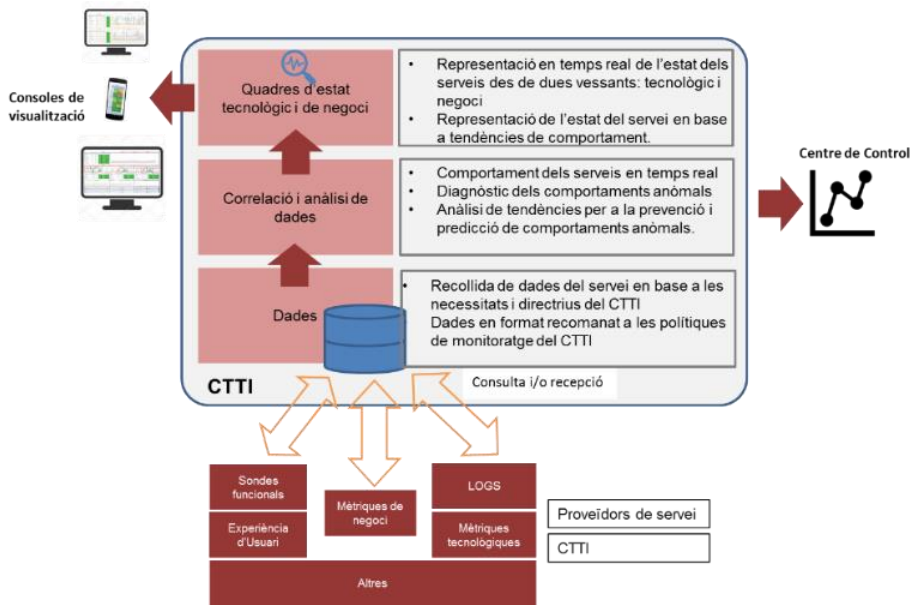 Consoles de
visualització
Quadres d'estat
tecnològic i de negoci
• Representació en temps real de l'estat dels
serveis des de dues vessants: tecnològic i
negoci
• Representació de l'estat del servei en base
a tendències de comportament.
Correlació i anàlisi de
dades
• Comportament dels serveis en temps real
• Diagnòstic dels comportaments anòmals
• Anàlisi de tendències per a la prevenció i
predicció de comportaments anòmals.
Centre de Control
Dades
• Recollida de dades del servei en base a les
necessitats i directrius del CTTI
Dades en format recomanat a les polítiques
de monitoratge del CTTI
CTTI
Consulta i/o recepció
Sondes
funcionals
Experiència
d'Usuari
Mètriques de
negoci
LOGS
Mètriques
tecnològiques
Altres
Proveïdors de servei
CTTI